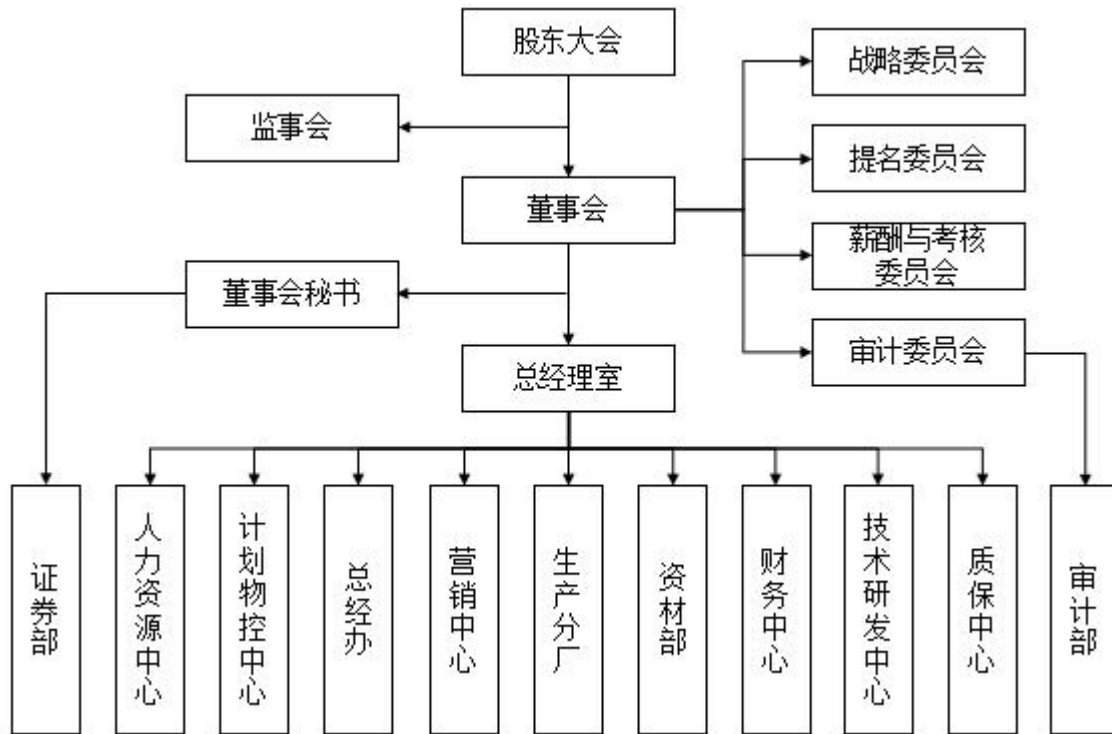 股东大会
战略委员会
监事会
提名委员会
董事会
薪酬与考核
委员会
董事会秘书
审计委员会
总经理室
证券部
人力资源中心
计划物控中心
总经办
营销中心
生产分厂
资材部
财务中心
技术研发中心
质保中心
审计部